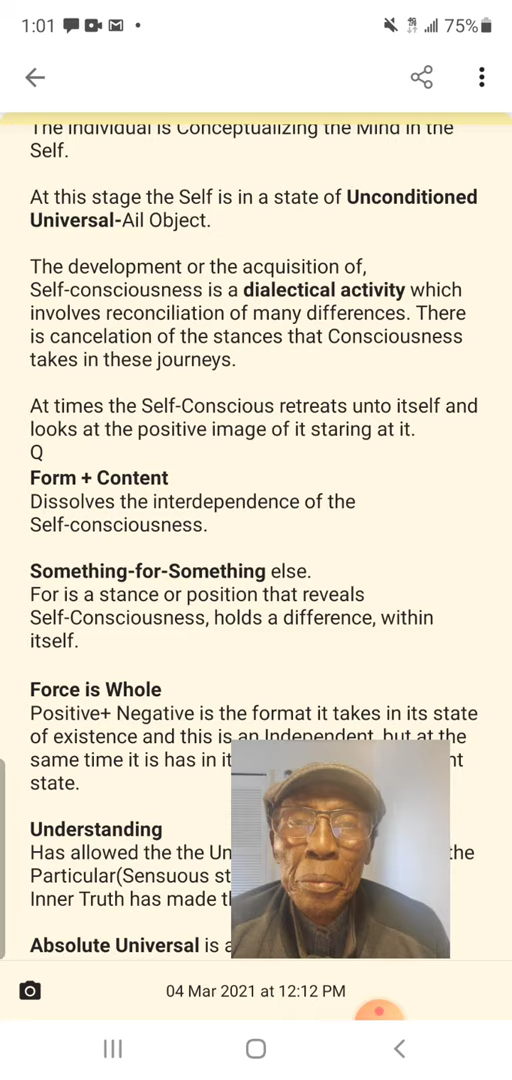 1:01 75%
The Individual is Conceptualizing the Mind in the
Self.
At this stage the Self is in a state of Unconditioned
Universal-Ail Object.
The development or the acquisition of,
Self-consciousness is a dialectical activity which
involves reconciliation of many differences. There
is cancelation of the stances that Consciousness
takes in these journeys.
At times the Self-Conscious retreats unto itself and
looks at the positive image of it staring at it.
Q
Form + Content
Dissolves the interdependence of the
Self-consciousness.
Something-for-Something else.
For is a stance or position that reveals
Self-Consciousness, holds a difference, within
itself.
Force is Whole
Positive+ Negative is the format it takes in its state
of existence and this is an Independent, but at the
same time it is has in it
state.
Understanding
Has allowed the the Un the
Particular(Sensuous st
Inner Truth has made
Absolute Universal is
04 Mar 2021 at 12:12 PM